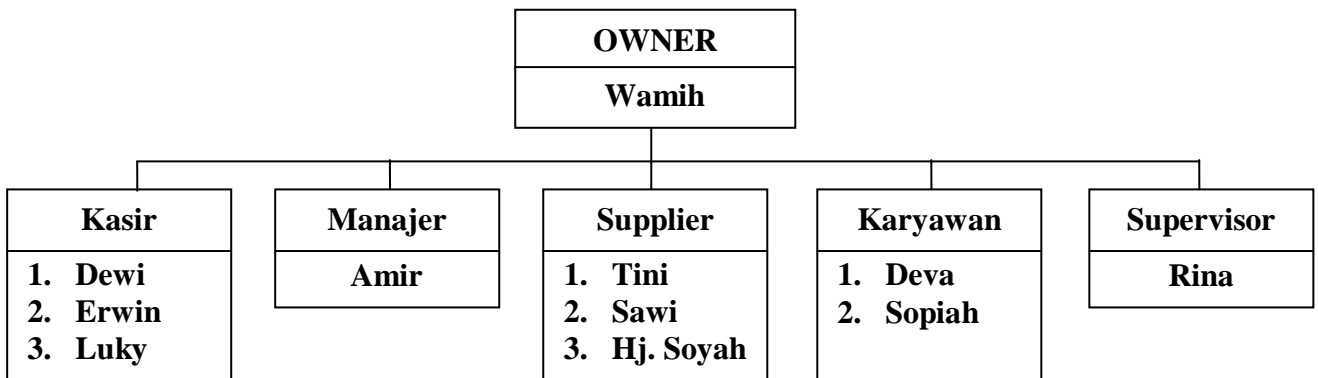 OWNER
Wamih
Kasir
1. Dewi
2. Erwin
3. Luky
Manajer
Amir
Supplier
1. Tini
2. Sawi
3. Hj. Soyah
Karyawan
1. Deva
2. Sopiah
Supervisor
Rina